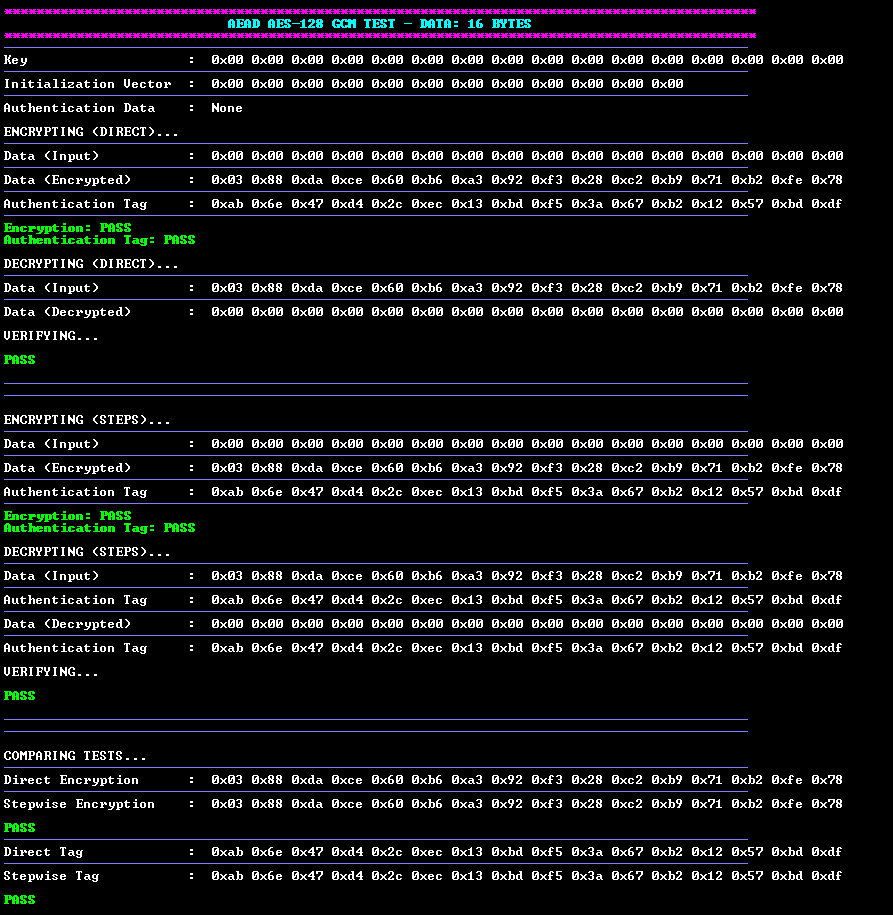 **********************************************************************************************
AEAD AES-128 GCM TEST - DATA: 16 BYTES
**********************************************************************************************
Key : 0x00 0x00 0x00 0x00 0x00 0x00 0x00 0x00 0x00 0x00 0x00 0x00 0x00 0x00 0x00 0x00
Initialization Vector : 0x00 0x00 0x00 0x00 0x00 0x00 0x00 0x00 0x00 0x00 0x00 0x00
Authentication Data : None
ENCRYPTING (DIRECT)...
Data (Input) : 0x00 0x00 0x00 0x00 0x00 0x00 0x00 0x00 0x00 0x00 0x00 0x00 0x00 0x00 0x00 0x00
Data (Encrypted) : 0x03 0x88 0xda 0xce 0x60 0xb6 0xa3 0x92 0xf3 0x28 0xc2 0xb9 0x71 0xb2 0xfe 0x78
Authentication Tag : 0xab 0x6e 0x47 0xd4 0x2c 0xec 0x13 0xbd 0xf5 0x3a 0x67 0xb2 0x12 0x57 0xbd 0xdf
Encryption: PASS
Authentication Tag: PASS
DECRYPTING (DIRECT)...
Data (Input) : 0x03 0x88 0xda 0xce 0x60 0xb6 0xa3 0x92 0xf3 0x28 0xc2 0xb9 0x71 0xb2 0xfe 0x78
Data (Decrypted) : 0x00 0x00 0x00 0x00 0x00 0x00 0x00 0x00 0x00 0x00 0x00 0x00 0x00 0x00 0x00 0x00
VERIFYING...
PASS
ENCRYPTING (STEPS)...
Data (Input) : 0x00 0x00 0x00 0x00 0x00 0x00 0x00 0x00 0x00 0x00 0x00 0x00 0x00 0x00 0x00 0x00
Data (Encrypted) : 0x03 0x88 0xda 0xce 0x60 0xb6 0xa3 0x92 0xf3 0x28 0xc2 0xb9 0x71 0xb2 0xfe 0x78
Authentication Tag : 0xab 0x6e 0x47 0xd4 0x2c 0xec 0x13 0xbd 0xf5 0x3a 0x67 0xb2 0x12 0x57 0xbd 0xdf
Encryption: PASS
Authentication Tag: PASS
DECRYPTING (STEPS)...
Data (Input) : 0x03 0x88 0xda 0xce 0x60 0xb6 0xa3 0x92 0xf3 0x28 0xc2 0xb9 0x71 0xb2 0xfe 0x78
Authentication Tag : 0xab 0x6e 0x47 0xd4 0x2c 0xec 0x13 0xbd 0xf5 0x3a 0x67 0xb2 0x12 0x57 0xbd 0xdf
Data (Decrypted) : 0x00 0x00 0x00 0x00 0x00 0x00 0x00 0x00 0x00 0x00 0x00 0x00 0x00 0x00 0x00 0x00
Authentication Tag : 0xab 0x6e 0x47 0xd4 0x2c 0xec 0x13 0xbd 0xf5 0x3a 0x67 0xb2 0x12 0x57 0xbd 0xdf
VERIFYING...
PASS
COMPARING TESTS...
Direct Encryption : 0x03 0x88 0xda 0xce 0x60 0xb6 0xa3 0x92 0xf3 0x28 0xc2 0xb9 0x71 0xb2 0xfe 0x78
Stepwise Encryption : 0x03 0x88 0xda 0xce 0x60 0xb6 0xa3 0x92 0xf3 0x28 0xc2 0xb9 0x71 0xb2 0xfe 0x78
PASS
Direct Tag : 0xab 0x6e 0x47 0xd4 0x2c 0xec 0x13 0xbd 0xf5 0x3a 0x67 0xb2 0x12 0x57 0xbd 0xdf
Stepwise Tag : 0xab 0x6e 0x47 0xd4 0x2c 0xec 0x13 0xbd 0xf5 0x3a 0x67 0xb2 0x12 0x57 0xbd 0xdf
PASS